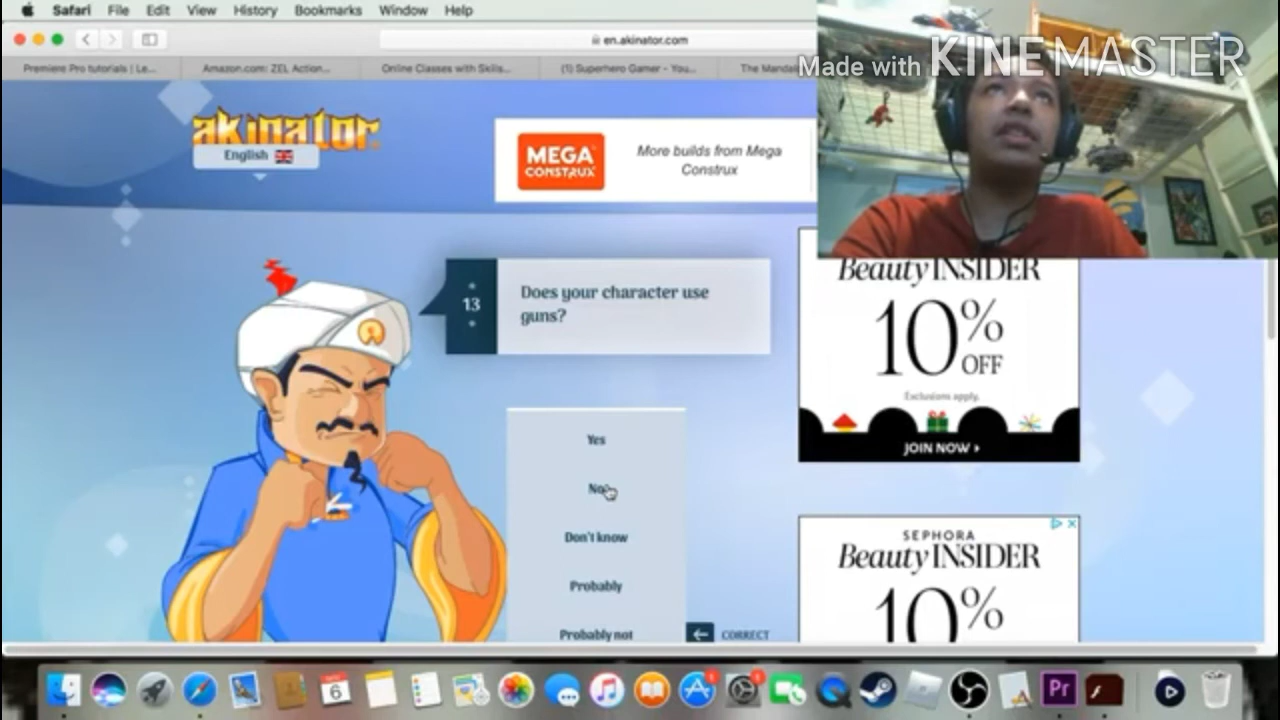 Safari File Edit View History Bookmarks Window Help
en.akinator.com
Premiere Pro tutorials | Le... Amazon.com: ZEL Action... Online Classes with Skills... (1) Superhero Gamer - You... The Manda
Made with KINEMASTER
akinator
English
MEGA CONSTRUX
More builds from Mega
Construx
13
Does your character use
guns?
Yes
No
Don't know
Probably
Probably not
CORRECT
Beauty INSIDER
10%
OFF
Exclusions apply.
JOIN NOW
SEPHORA
Beauty INSIDER
10%
6
Pr